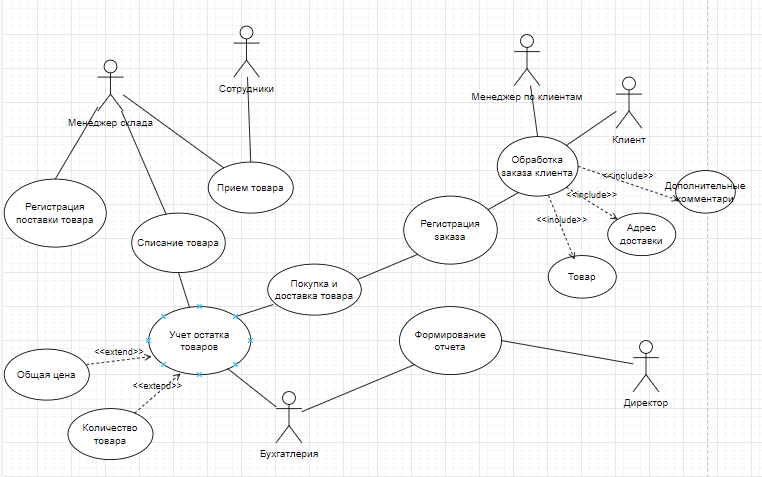 Сотрудники
Менеджер склада
Менеджер по клиентам
Клиент
Обработка
заказа клиента
<<include>>
<<include>>
<<include>>
Дополнительные
комментари
Адрес
доставки
Товар
Прием товара
Регистрация
поставки товара
Списание товара
Регистрация
заказа
Покупка и
доставка товара
Учет остатка
товаров
Формирование
отчета
<<extend>>
<<extend>>
Общая цена
Количество
товара
Бухгатлерия
Директор